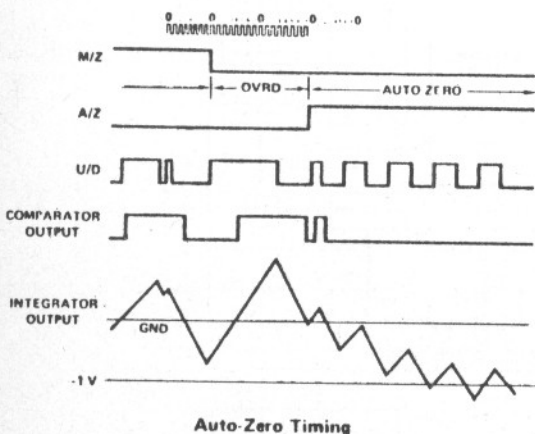 0 . . 0 . . 0 . . 0 . .... 0
M/Z
OVRD AUTO ZERO
A/Z
U/D
COMPARATOR
OUTPUT
INTEGRATOR
OUTPUT
GND
-1 V
Auto-Zero Timing